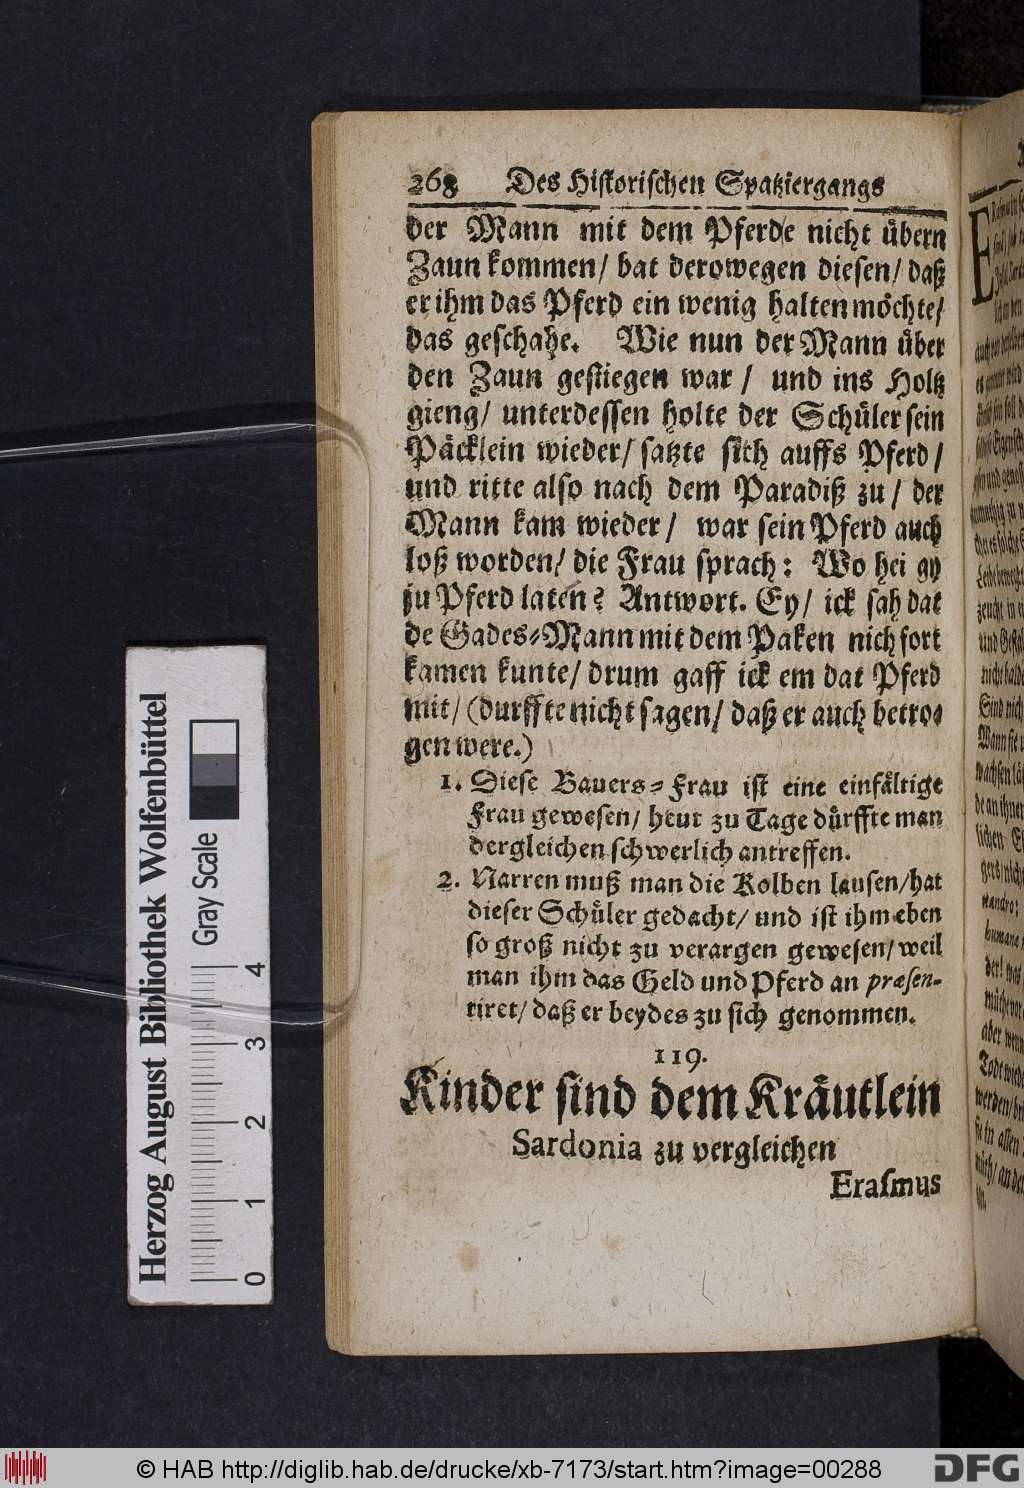 268 Des Historischen Spatziergangs
der Mann mit dem Pferde nicht übern
Zaun kommen/ bat derowegen diesen/ daß
er ihm das Pferd ein wenig halten möchte/
das geschahe. Wie nun der Mann über
den Zaun gestiegen war / und ins Holtz
gieng/ unterdessen holte der Schüler sein
Päcklein wieder/ satzte sich auffs Pferd /
und ritte also nach dem Paradiß zu / der
Mann kam wieder / war sein Pferd auch
loß worden/ die Frau sprach: Wo hei gy
ju Pferd laten? Antwort. Ey/ ick sah dat
de Gades-Mann mit dem Paken nich fort
kamen kunte/ drum gaff ick em dat Pferd
mit/ (durffte nicht sagen/ daß er auch betro-
gen were.)
1. Diese Bauers-Frau ist eine einfältige
Frau gewesen/ heut zu Tage dürffte man
dergleichen schwerlich antreffen.
2. Narren muß man die Kolben lausen/ hat
dieser Schüler gedacht/ und ist ihm eben
so groß nicht zu verargen gewesen/ weil
man ihm das Geld und Pferd an præsen-
tiret/ daß er beydes zu sich genommen.
119.
Kinder sind dem Kräutlein
Sardonia zu vergleichen
Erasmus
Herzog August Bibliothek Wolfenbüttel
Gray Scale
0 1 2 3 4
© HAB http://diglib.hab.de/drucke/xb-7173/start.htm?image=00288
DFG